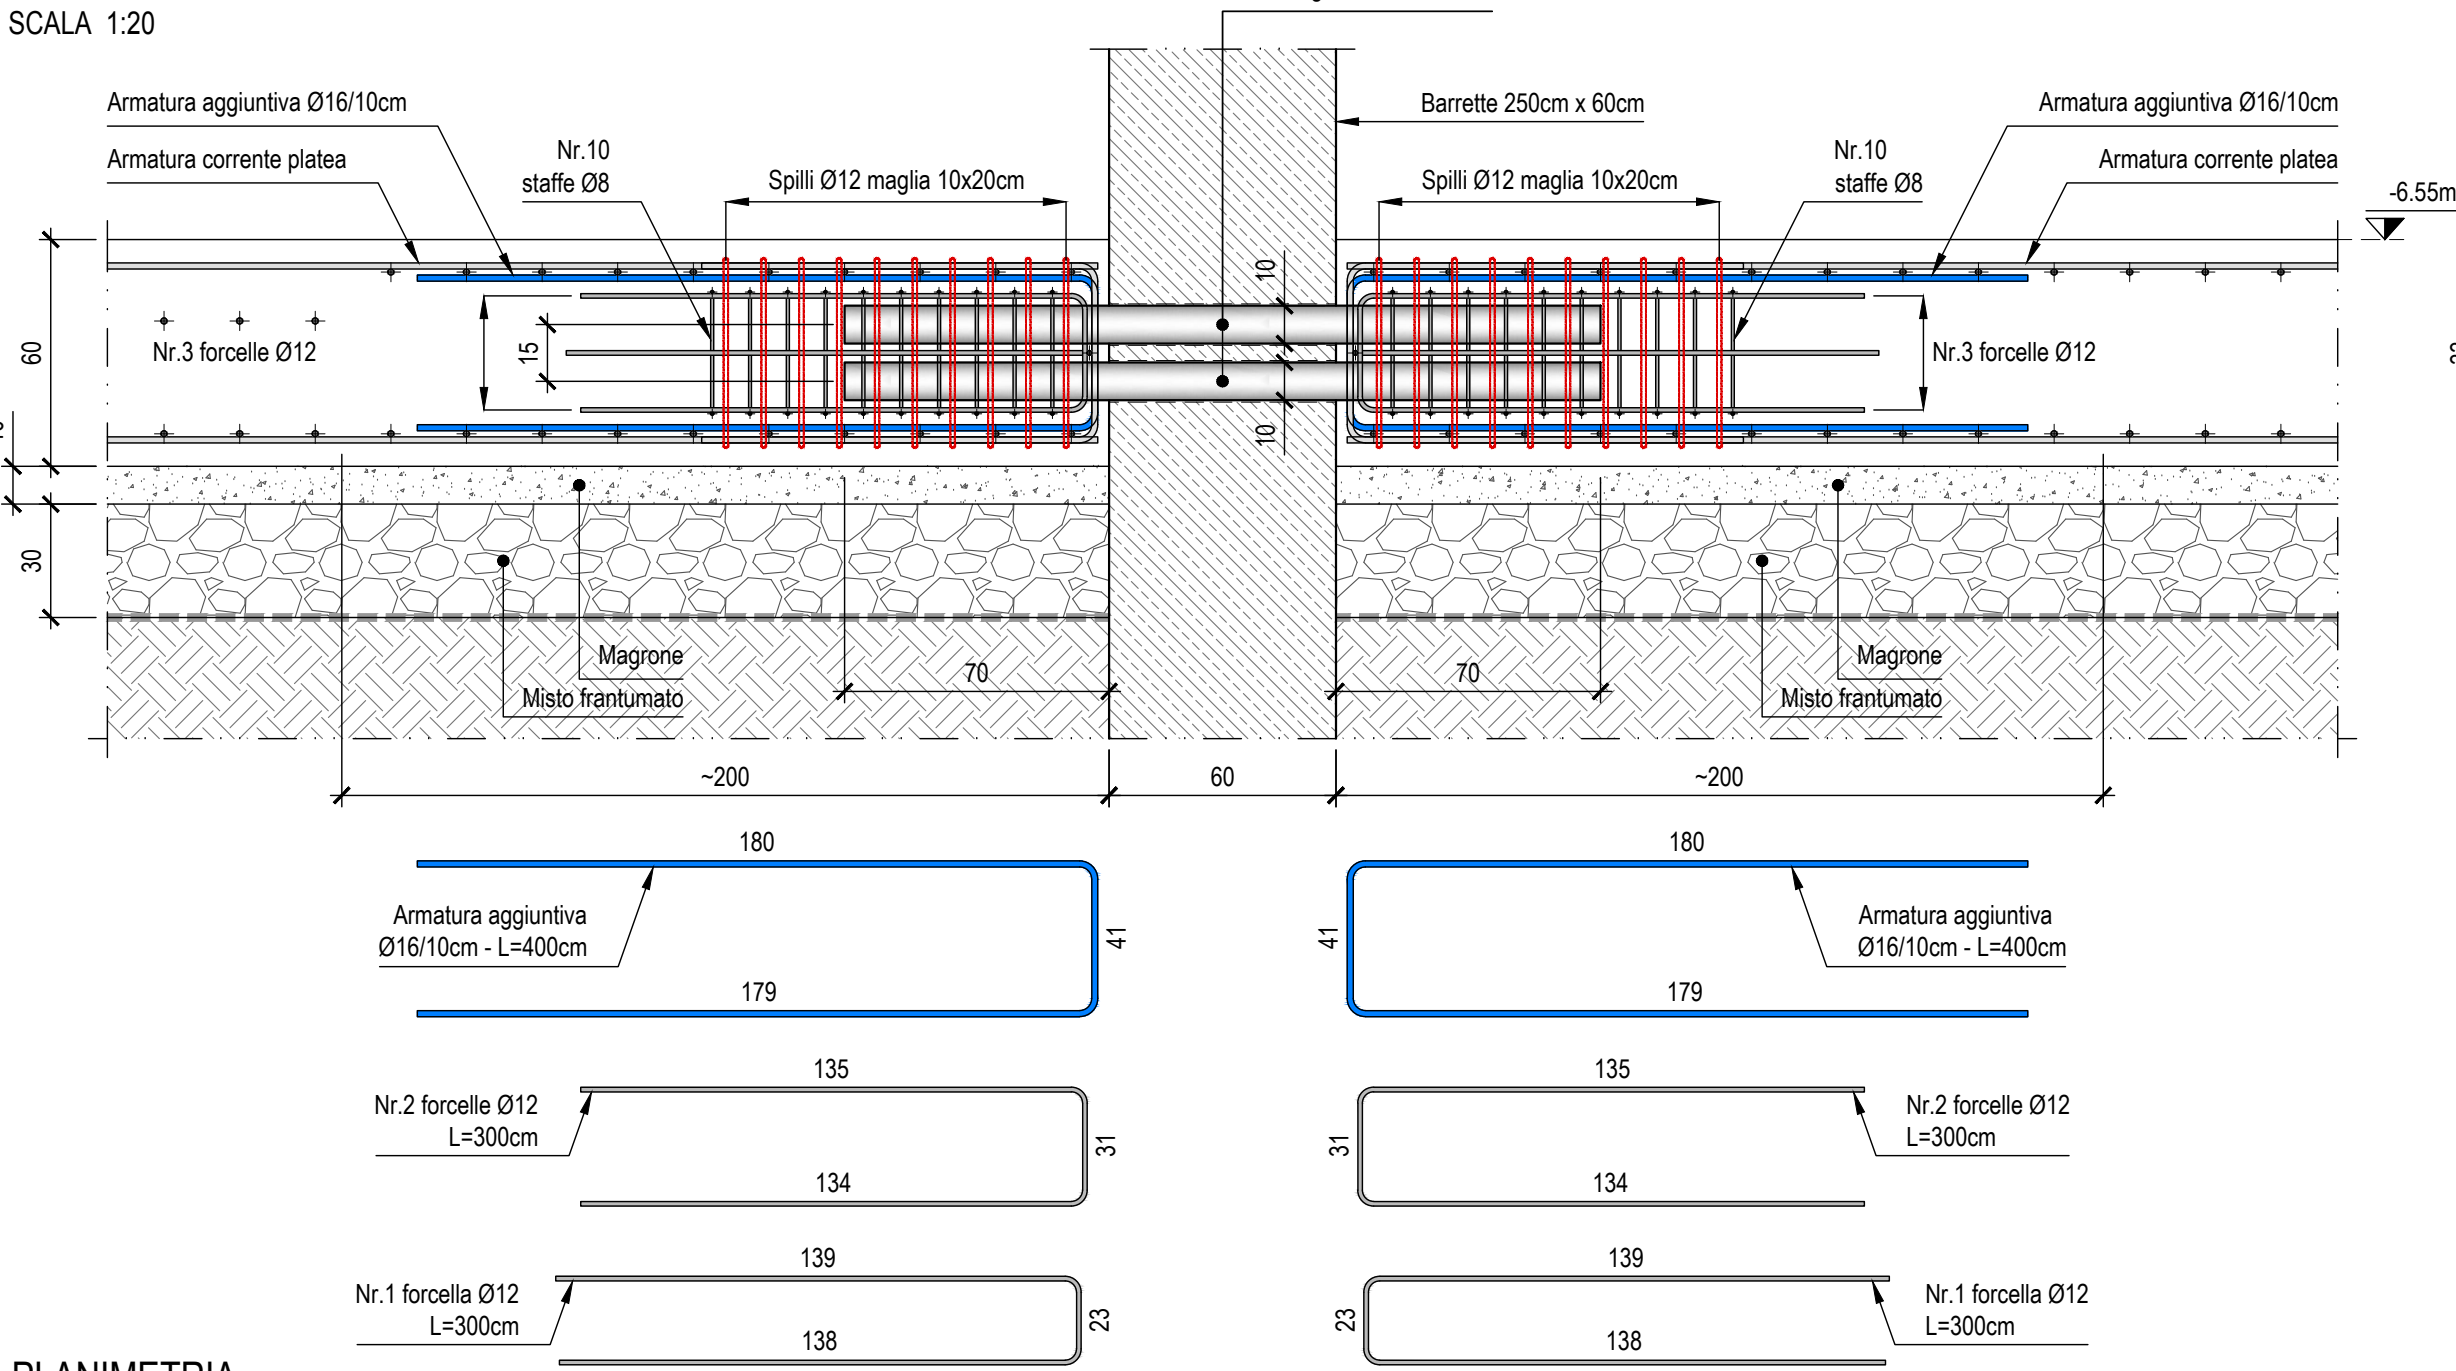 SCALA 1:20
Armatura aggiuntiva Ø16/10cm
Armatura corrente platea
Nr.10
staffe Ø8
Spilli Ø12 maglia 10x20cm
Barrette 250cm x 60cm
Spilli Ø12 maglia 10x20cm
Nr.10
staffe Ø8
Armatura aggiuntiva Ø16/10cm
Armatura corrente platea
-6.55m
10
60
Nr.3 forcelle Ø12
15
Nr.3 forcelle Ø12
10
30
Magrone
Misto frantumato
70
70
Magrone
Misto frantumato
~200
60
~200
180
Armatura aggiuntiva
Ø16/10cm - L=400cm
41
179
180
Armatura aggiuntiva
Ø16/10cm - L=400cm
41
179
135
Nr.2 forcelle Ø12
L=300cm
31
134
135
Nr.2 forcelle Ø12
L=300cm
31
134
139
Nr.1 forcella Ø12
L=300cm
23
138
139
Nr.1 forcella Ø12
L=300cm
23
138
PLANIMETRIA